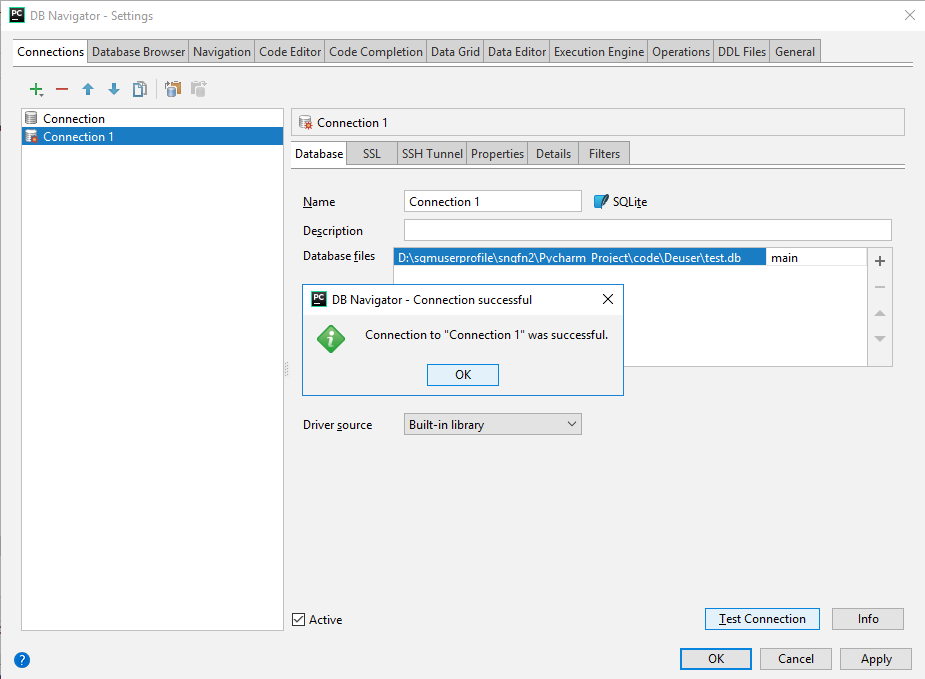 PC DB Navigator - Settings
Connections Database Browser Navigation Code Editor Code Completion Data Grid Data Editor Execution Engine Operations DDL Files General
Connection
Connection 1
Connection 1
Database SSL SSH Tunnel Properties Details Filters
Name Connection 1 SQLite
Description
Database files D:\sqmuserprofile\snqfn2\Pycharm_Project\code\Deuser\test.db main
PC DB Navigator - Connection successful
Connection to "Connection 1" was successful.
OK
Driver source Built-in library
Active Test Connection Info
? OK Cancel Apply